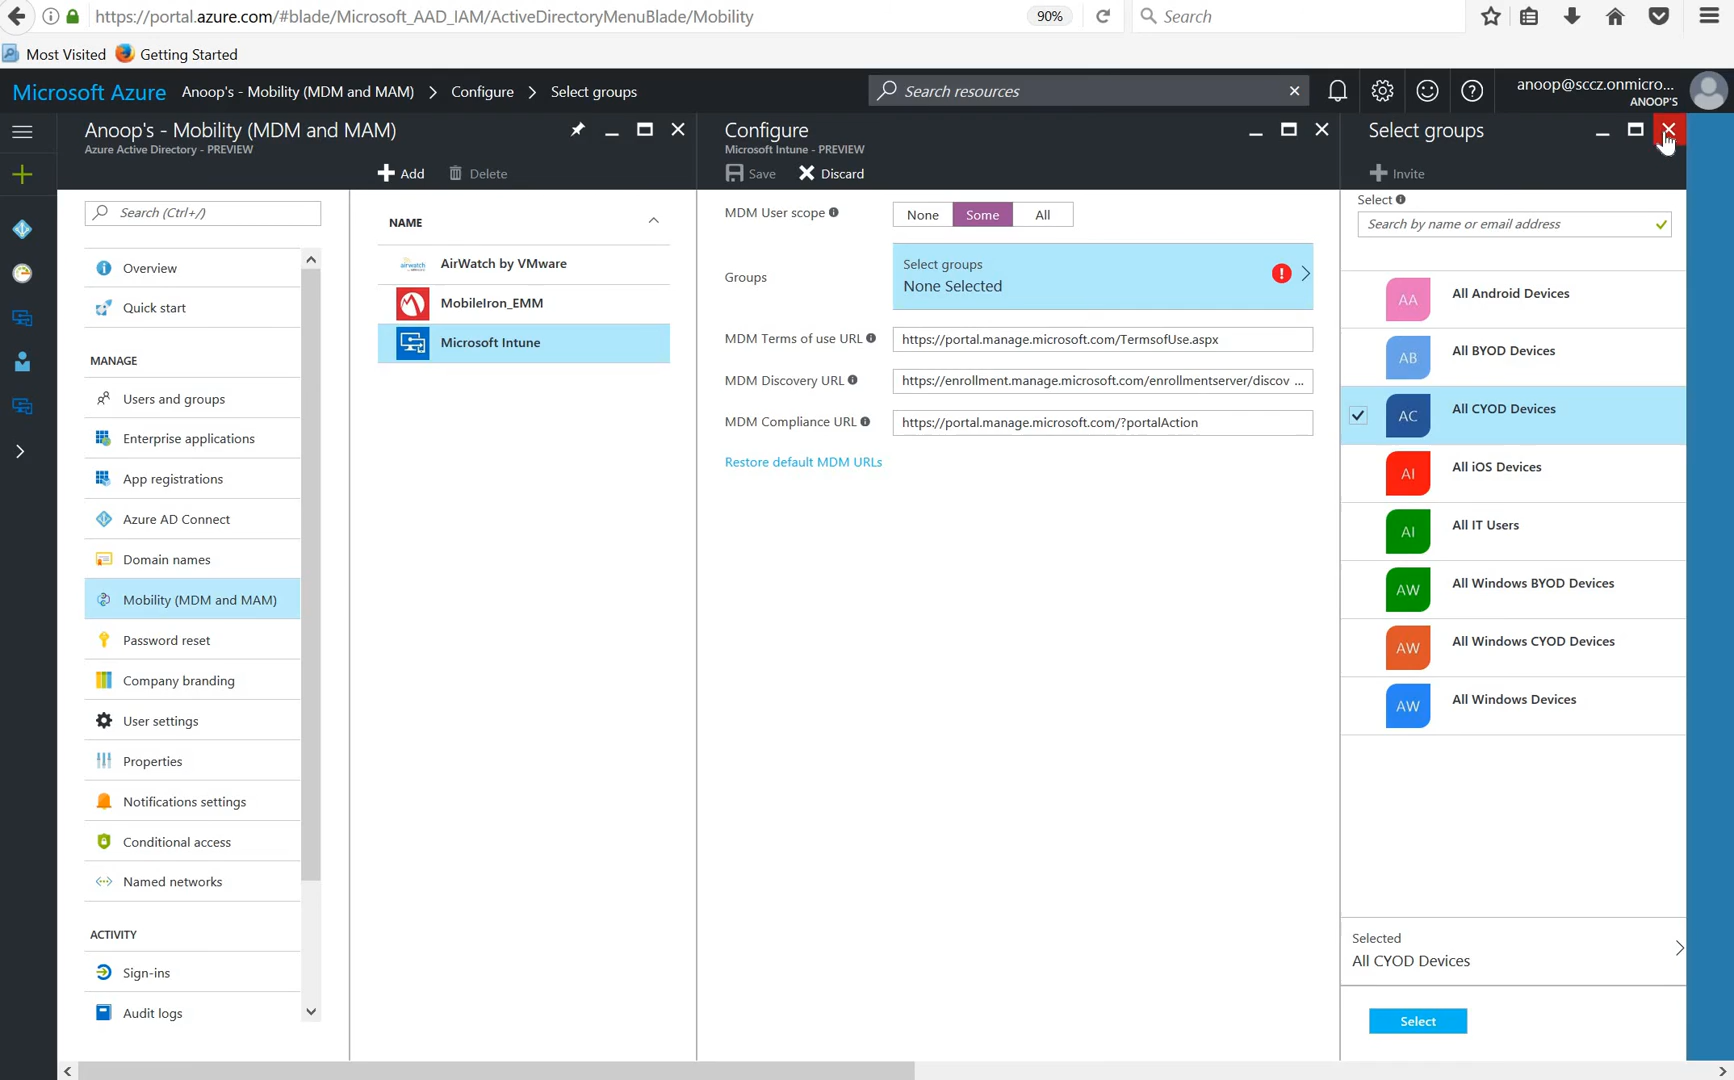 https://portal.azure.com/#blade/Microsoft_AAD_IAM/ActiveDirectoryMenuBlade/Mobility
90%
Search
Most Visited
Getting Started
Microsoft Azure
Anoop's - Mobility (MDM and MAM) > Configure > Select groups
Search resources
anoop@sccz.onmicro...
ANOOP'S
Anoop's - Mobility (MDM and MAM)
Azure Active Directory - PREVIEW
Add
Delete
Search (Ctrl+/)
Overview
Quick start
MANAGE
Users and groups
Enterprise applications
App registrations
Azure AD Connect
Domain names
Mobility (MDM and MAM)
Password reset
Company branding
User settings
Properties
Notifications settings
Conditional access
Named networks
ACTIVITY
Sign-ins
Audit logs
NAME
airwatch
AirWatch by VMware
MobileIron_EMM
Microsoft Intune
Configure
Microsoft Intune - PREVIEW
Save
Discard
MDM User scope
None
Some
All
Groups
Select groups
None Selected
MDM Terms of use URL
https://portal.manage.microsoft.com/TermsofUse.aspx
MDM Discovery URL
https://enrollment.manage.microsoft.com/enrollmentserver/discov ...
MDM Compliance URL
https://portal.manage.microsoft.com/?portalAction
Restore default MDM URLs
Select groups
Invite
Select
Search by name or email address
AA
All Android Devices
AB
All BYOD Devices
AC
All CYOD Devices
AI
All iOS Devices
AI
All IT Users
AW
All Windows BYOD Devices
AW
All Windows CYOD Devices
AW
All Windows Devices
Selected
All CYOD Devices
Select